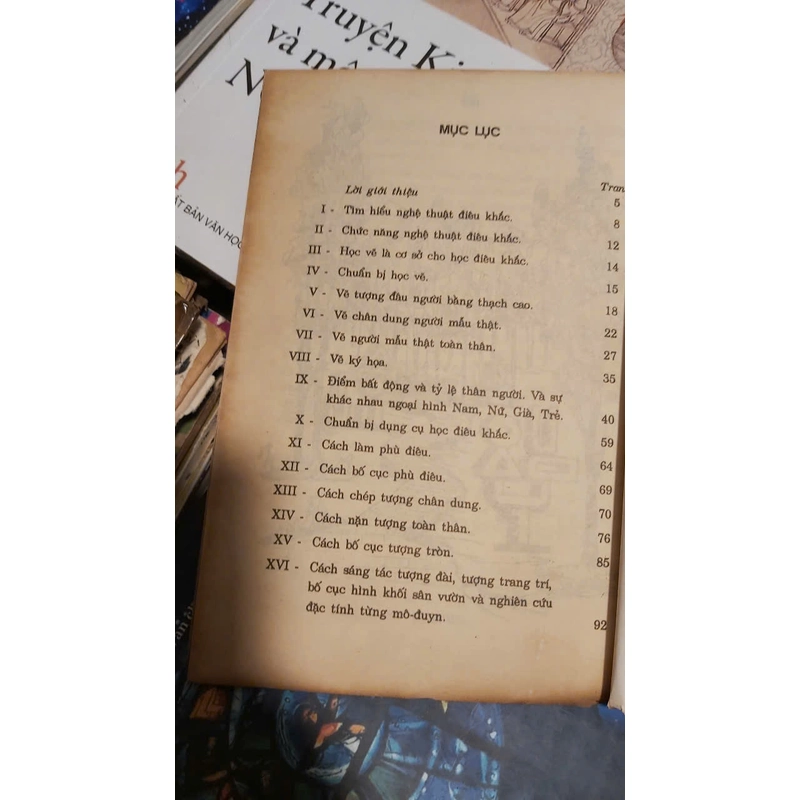 Truyện Ki
và mô
N
ẤT BẢN VĂN HỌC
MỤC LỤC
Tran
Lời giới thiệu 5
I - Tìm hiểu nghệ thuật điêu khắc. 8
II - Chức năng nghệ thuật điêu khắc. 12
III - Học vẽ là cơ sở cho học điêu khắc. 14
IV - Chuẩn bị học vẽ. 15
V - Vẽ tượng đầu người bằng thạch cao. 18
VI - Vẽ chân dung người mẫu thật. 22
VII - Vẽ người mẫu thật toàn thân. 27
VIII - Vẽ ký họa. 35
IX - Điểm bất động và tỷ lệ thân người. Và sự
khác nhau ngoại hình Nam, Nữ, Già, Trẻ. 40
X - Chuẩn bị dụng cụ học điêu khắc. 59
XI - Cách làm phù điêu. 64
XII - Cách bố cục phù điêu. 69
XIII - Cách chép tượng chân dung. 70
XIV - Cách nặn tượng toàn thân. 76
XV - Cách bố cục tượng tròn. 85
XVI - Cách sáng tác tượng đài, tượng trang trí,
bố cục hình khối sân vườn và nghiên cứu
đặc tính từng mô-đuyn. 92